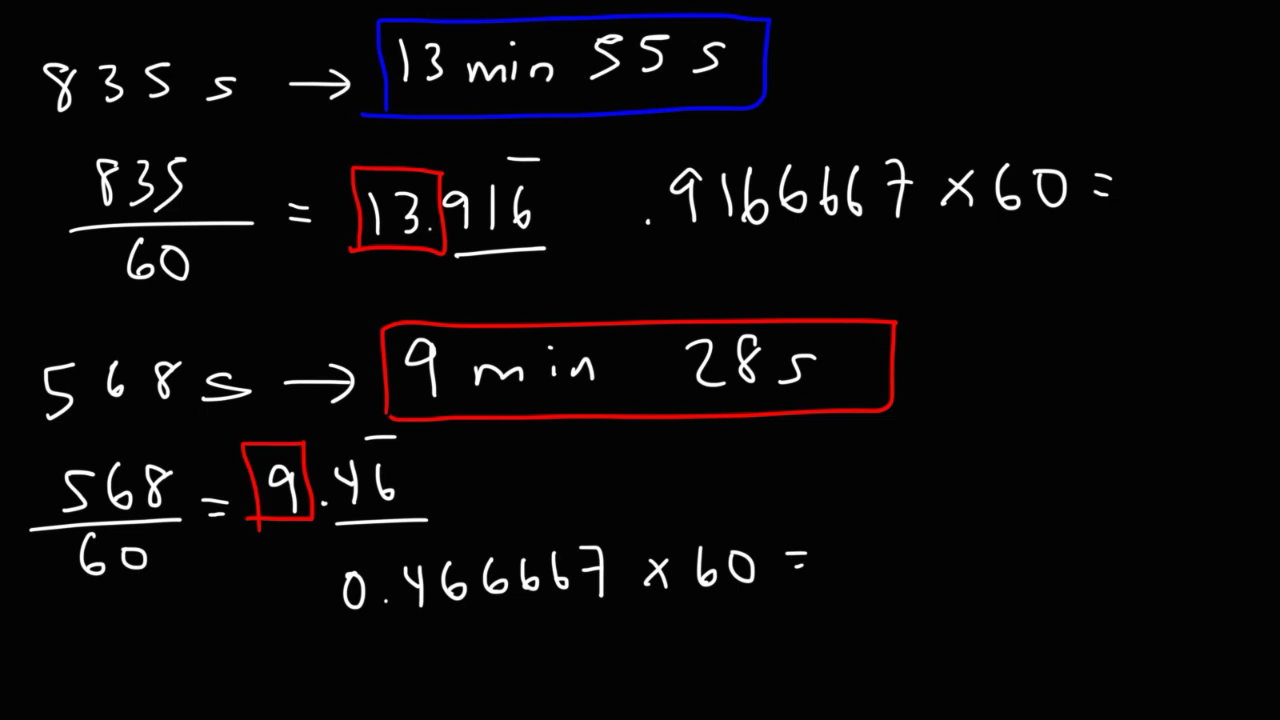 835 s → 13 min 55 s
835/60 = 13.916̅ .9166667 × 60 =
568 s → 9 min 28 s
568/60 = 9.46̅
0.466667 × 60 =